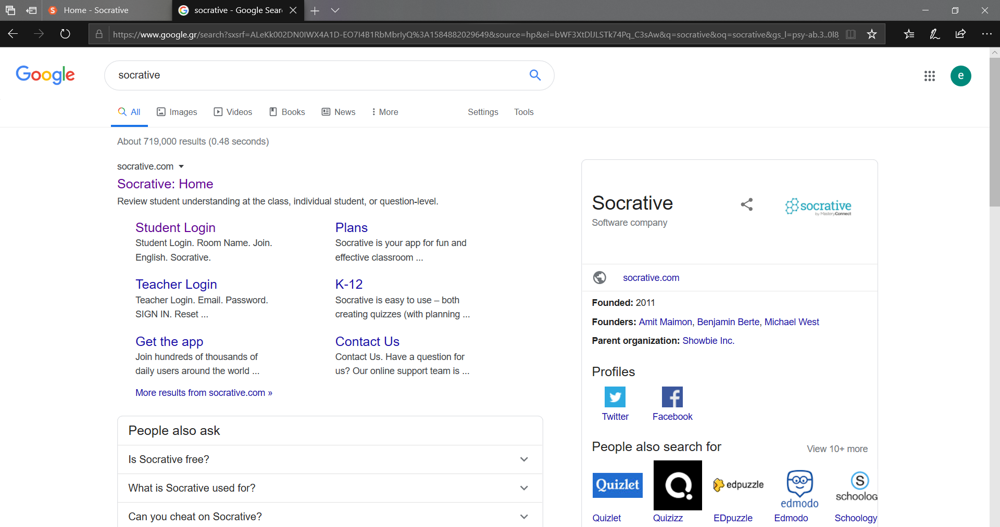 Home - Socrative
socrative - Google Sear
https://www.google.gr/search?sxsrf=ALeKk002DN0IWX4A1D-EO7I4B1RbMbrIyQ%3A1584882029649&source=hp&ei=bWF3XtDlJLSTk74Pq_C3sAw&q=socrative&oq=socrative&gs_l=psy-ab.3..0l8
Google
socrative
e
All Images Videos Books News More Settings Tools
About 719,000 results (0.48 seconds)
socrative.com
Socrative: Home
Review student understanding at the class, individual student, or question-level.
Student Login
Student Login. Room Name. Join.
English. Socrative.
Plans
Socrative is your app for fun and
effective classroom ...
Teacher Login
Teacher Login. Email. Password.
SIGN IN. Reset ...
K-12
Socrative is easy to use – both
creating quizzes (with planning ...
Get the app
Join hundreds of thousands of
daily users around the world ...
Contact Us
Contact Us. Have a question for
us? Our online support team is ...
More results from socrative.com »
People also ask
Is Socrative free?
What is Socrative used for?
Can you cheat on Socrative?
Socrative
Software company
socrative
by MasteryConnect
socrative.com
Founded: 2011
Founders: Amit Maimon, Benjamin Berte, Michael West
Parent organization: Showbie Inc.
Profiles
Twitter
Facebook
People also search for
View 10+ more
Quizlet
edpuzzle
edmodo
S
schoolog
Quizlet
Quizizz
EDpuzzle
Edmodo
Schoology